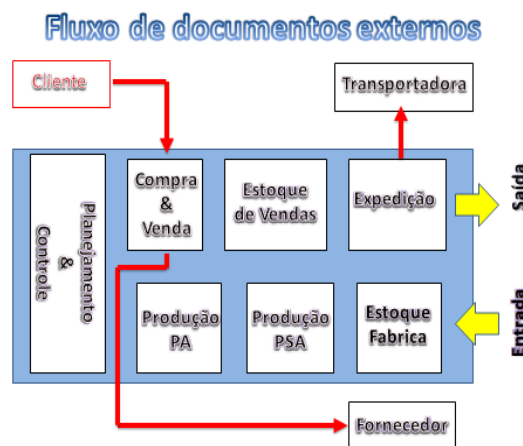 Fluxo de documentos externos
Cliente
Transportadora
Planejamento
&
Controle
Compra
&
Venda
Estoque
de Vendas
Expedição
Saída
Produção
PA
Produção
PSA
Estoque
Fabrica
Entrada
Fornecedor